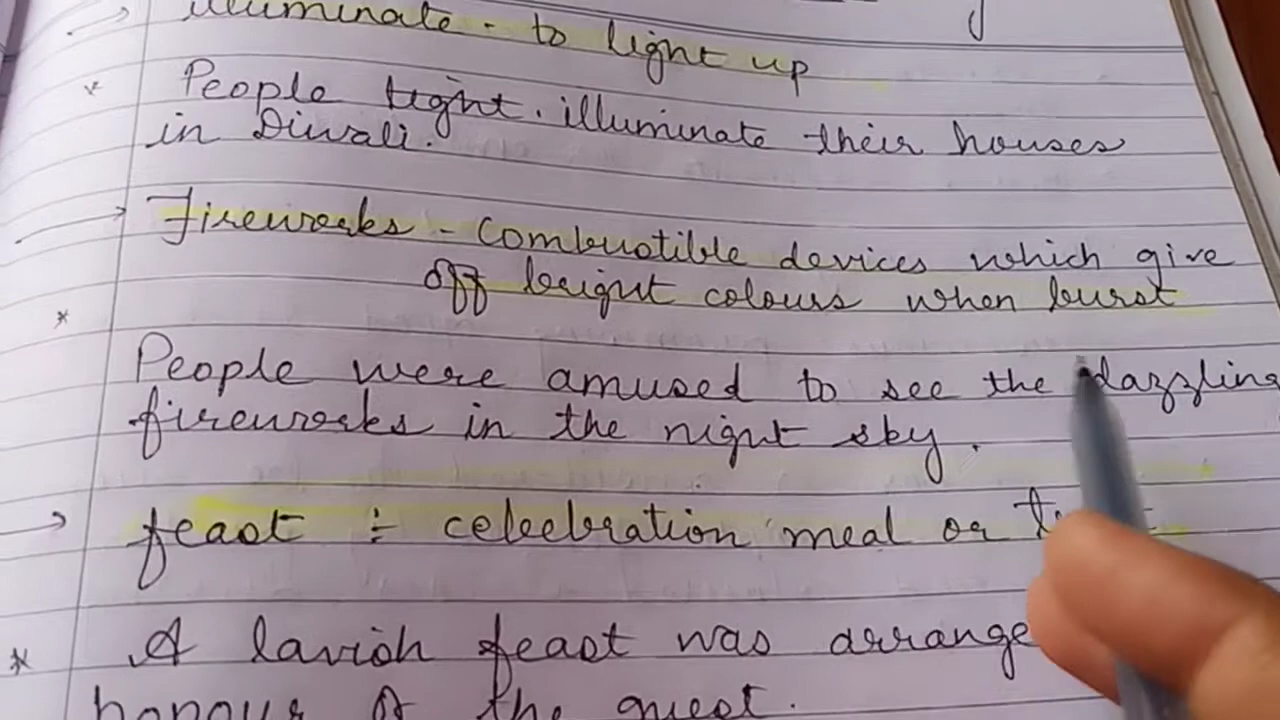 illuminate - to light up
People light. illuminate their houses
in Diwali.
Fireworks - Combustible devices which give
off bright colours when burst
People were amused to see the dazzling
fireworks in the night sky.
feast ÷ celebration meal or
A lavish feast was arrange
honour of the guest.